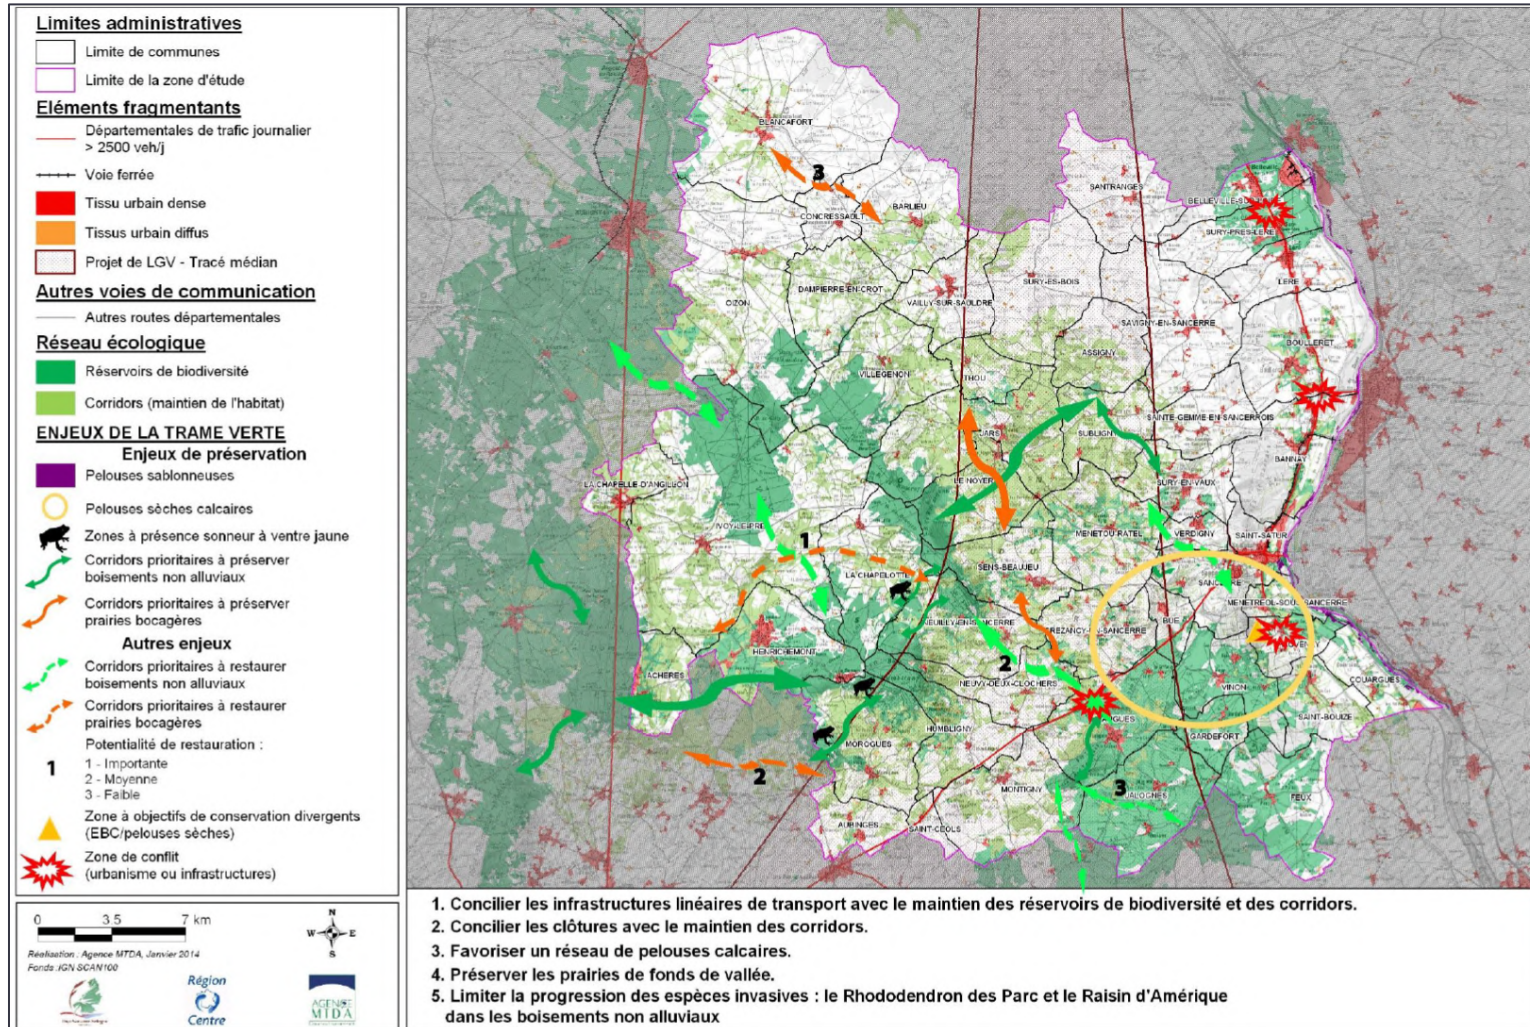 Limites administratives
Limite de communes
Limite de la zone d'étude
Eléments fragmentants
Départementales de trafic journalier
> 2500 veh/j
Voie ferrée
Tissu urbain dense
Tissus urbain diffus
Projet de LGV - Tracé médian
Autres voies de communication
Autres routes départementales
Réseau écologique
Réservoirs de biodiversité
Corridors (maintien de l'habitat)
ENJEUX DE LA TRAME VERTE
Enjeux de préservation
Pelouses sablonneuses
Pelouses sèches calcaires
Zones à présence sonneur à ventre jaune
Corridors prioritaires à préserver
boisements non alluviaux
Corridors prioritaires à préserver
prairies bocagères
Autres enjeux
Corridors prioritaires à restaurer
boisements non alluviaux
Corridors prioritaires à restaurer
prairies bocagères
Potentialité de restauration :
1
1 - Importante
2 - Moyenne
3 - Faible
Zone à objectifs de conservation divergents
(EBC/pelouses sèches)
Zone de conflit
(urbanisme ou infrastructures)
0 3.5 7 km
N
W E
S
Réalisation : Agence MTDA, Janvier 2014
Fonds : IGN SCAN100
Région
Centre
AGENCE
MTDA
BLANCAFORT
3
BARLIEU
CONCRESSAULT
SANTRANGES
BELLEVILLE-SUR
SURY-PRES-LERE
LERE
SURY-ES-BOIS
DAMPIERRE-EN-CROT
OIZON
VAILLY-SUR-SAULDRE
SAVIGNY-EN-SANCERRE
BOULLERET
ASSIGNY
VILLEGENON
THOU
SAINTE-GEMME-EN-SANCERROIS
JARS
SUBLIGNY
BANNAY
LE NOYER
SURY-EN-VAUX
LA CHAPELLE-D'ANGILLON
IVOY-LE-PRE
1
MENETOU-RATEL
VERDIGNY
SAINT-SATUR
SENS-BEAUJEU
LA CHAPELOTTE
SANCERRE
MENETREOL-SOUS-SANCERRE
NEUILLY-EN-SANCERRE
CREZANCY-EN-SANCERRE
BUE
HENRICHEMONT
2
ACHERES
NEUVY-DEUX-CLOCHERS
VINON
COUARGUES
SAINT-BOUIZE
HUMBLIGNY
GARDEFORT
MOROGUES
2
MONTIGNY
3
JALOGNES
FEUX
AUBINGES
SAINT-CEOLS
1. Concilier les infrastructures linéaires de transport avec le maintien des réservoirs de biodiversité et des corridors.
2. Concilier les clôtures avec le maintien des corridors.
3. Favoriser un réseau de pelouses calcaires.
4. Préserver les prairies de fonds de vallée.
5. Limiter la progression des espèces invasives : le Rhododendron des Parc et le Raisin d'Amérique
dans les boisements non alluviaux